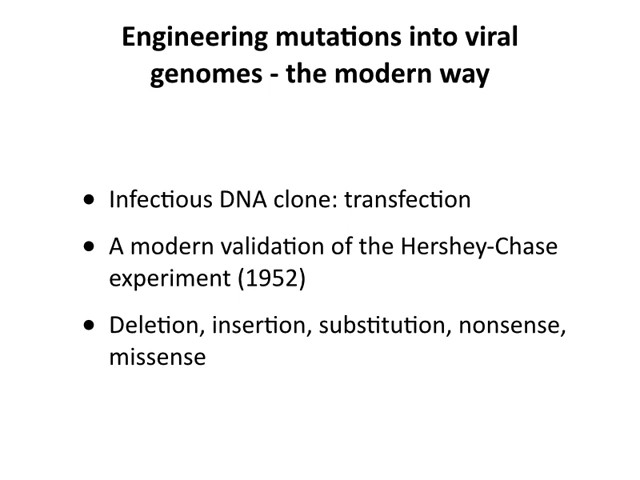 Engineering mutations into viral
genomes - the modern way
• Infectious DNA clone: transfection
• A modern validation of the Hershey-Chase
experiment (1952)
• Deletion, insertion, substitution, nonsense,
missense